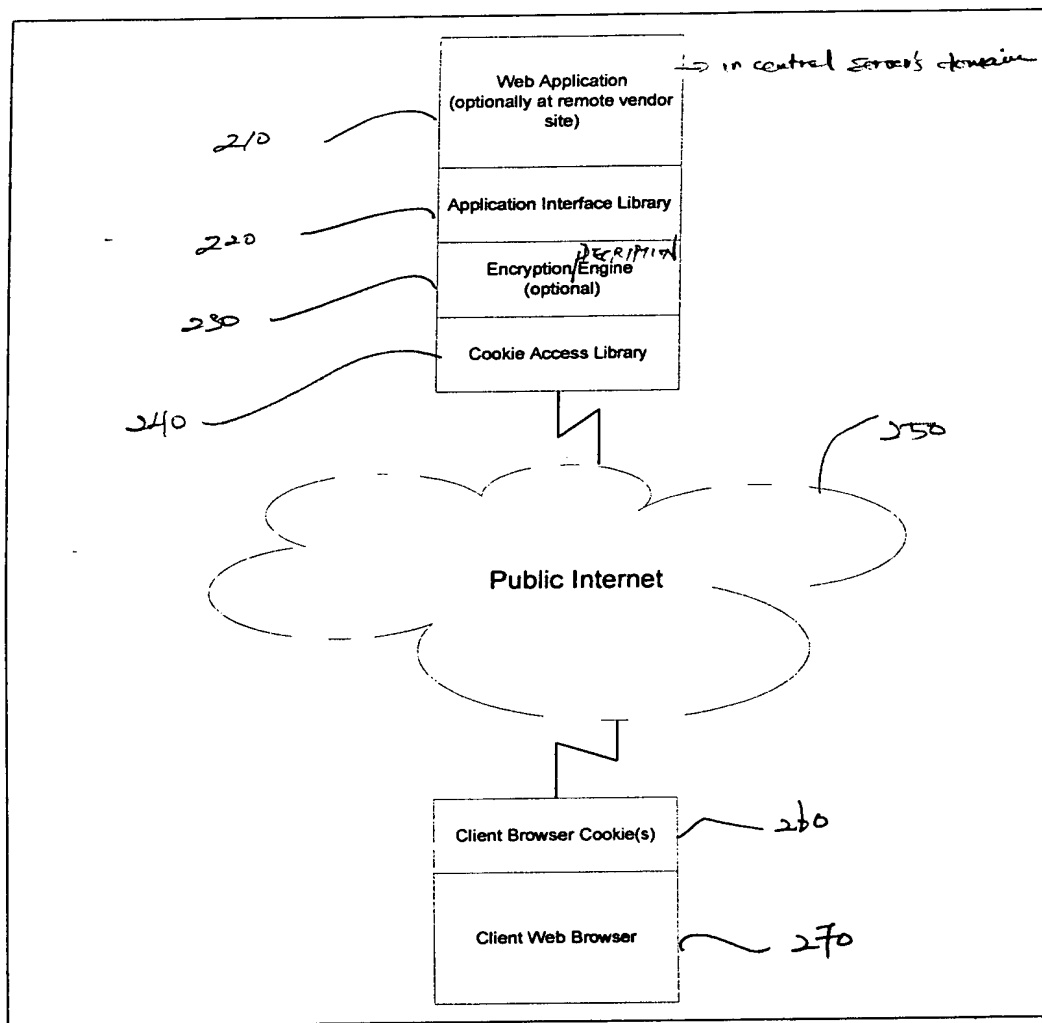 Web Application
(optionally at remote vendor
site)
→ in central server's domain
210
Application Interface Library
220
DECRIPTION
Encryption/Engine
(optional)
230
Cookie Access Library
240
250
Public Internet
Client Browser Cookie(s)
260
Client Web Browser
270